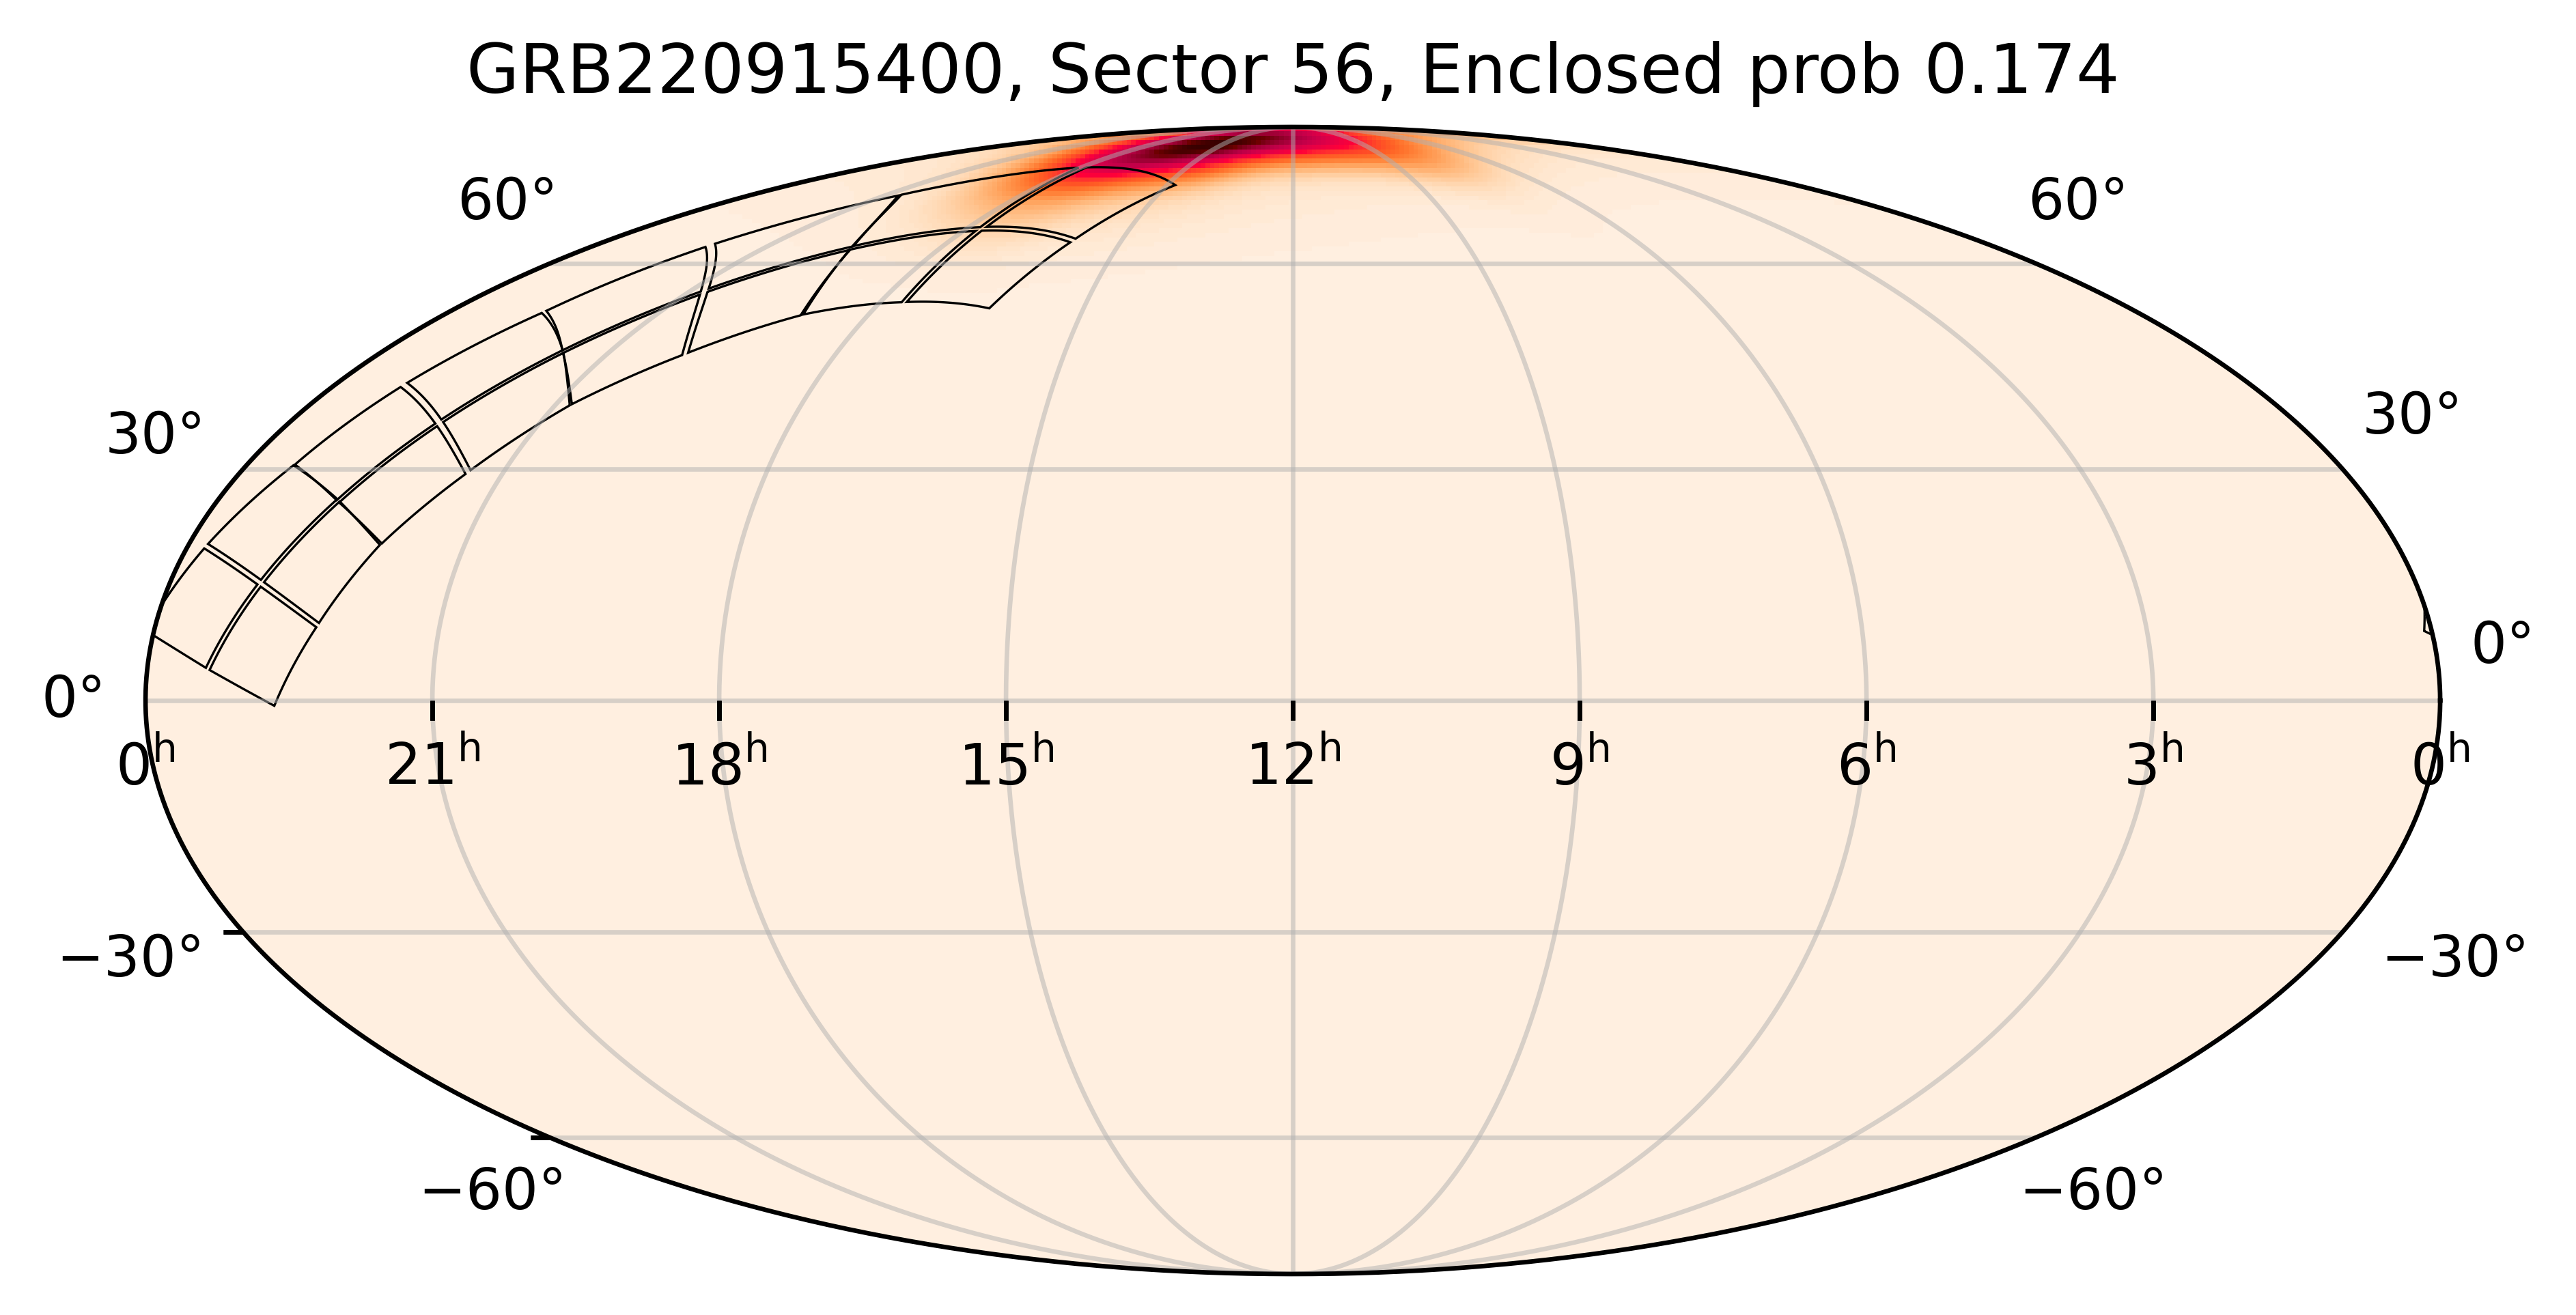 GRB220915400, Sector 56, Enclosed prob 0.174
60° 60°
30° 30°
0° 0°
0h 21h 18h 15h 12h 9h 6h 3h 0h
−30° −30°
−60° −60°